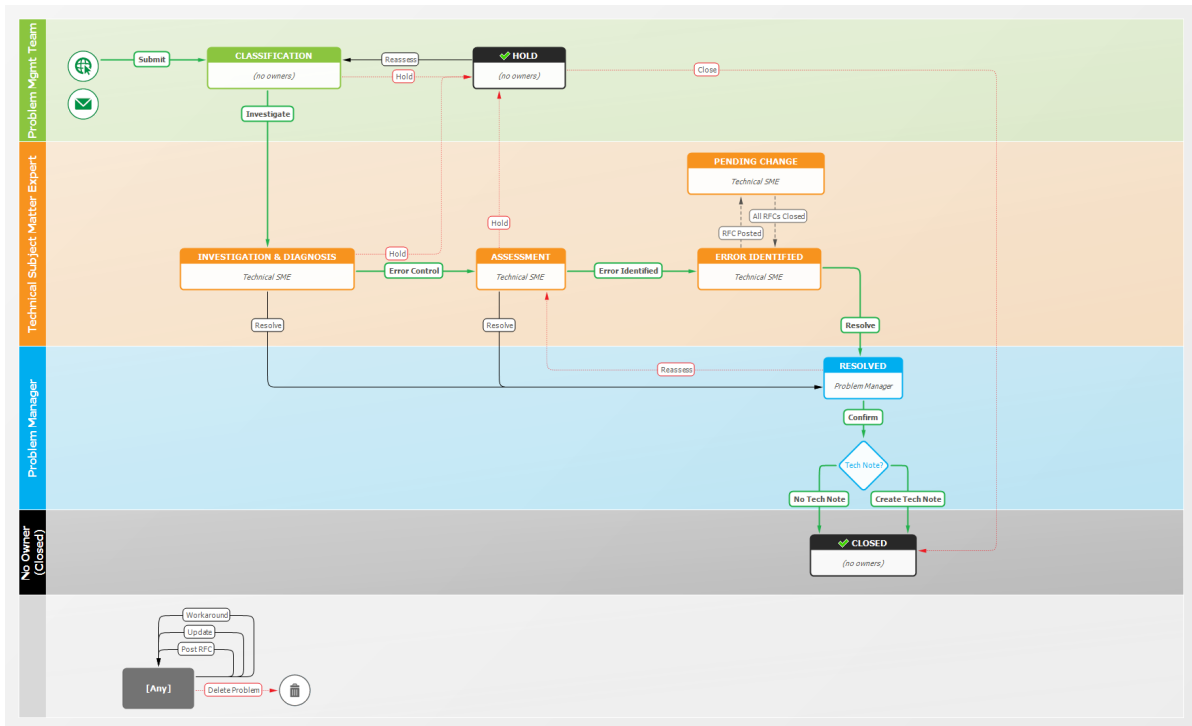 Problem Mgmt Team
Submit
CLASSIFICATION
(no owners)
Reassess
Hold
HOLD
(no owners)
Close
Investigate
Technical Subject Matter Expert
PENDING CHANGE
Technical SME
All RFCs Closed
RFC Posted
Hold
Hold
INVESTIGATION & DIAGNOSIS
Technical SME
Error Control
ASSESSMENT
Technical SME
Error Identified
ERROR IDENTIFIED
Technical SME
Resolve
Resolve
Resolve
Problem Manager
Reassess
RESOLVED
Problem Manager
Confirm
Tech Note?
No Tech Note
Create Tech Note
No Owner
(Closed)
CLOSED
(no owners)
Workaround
Update
Post RFC
[Any]
Delete Problem